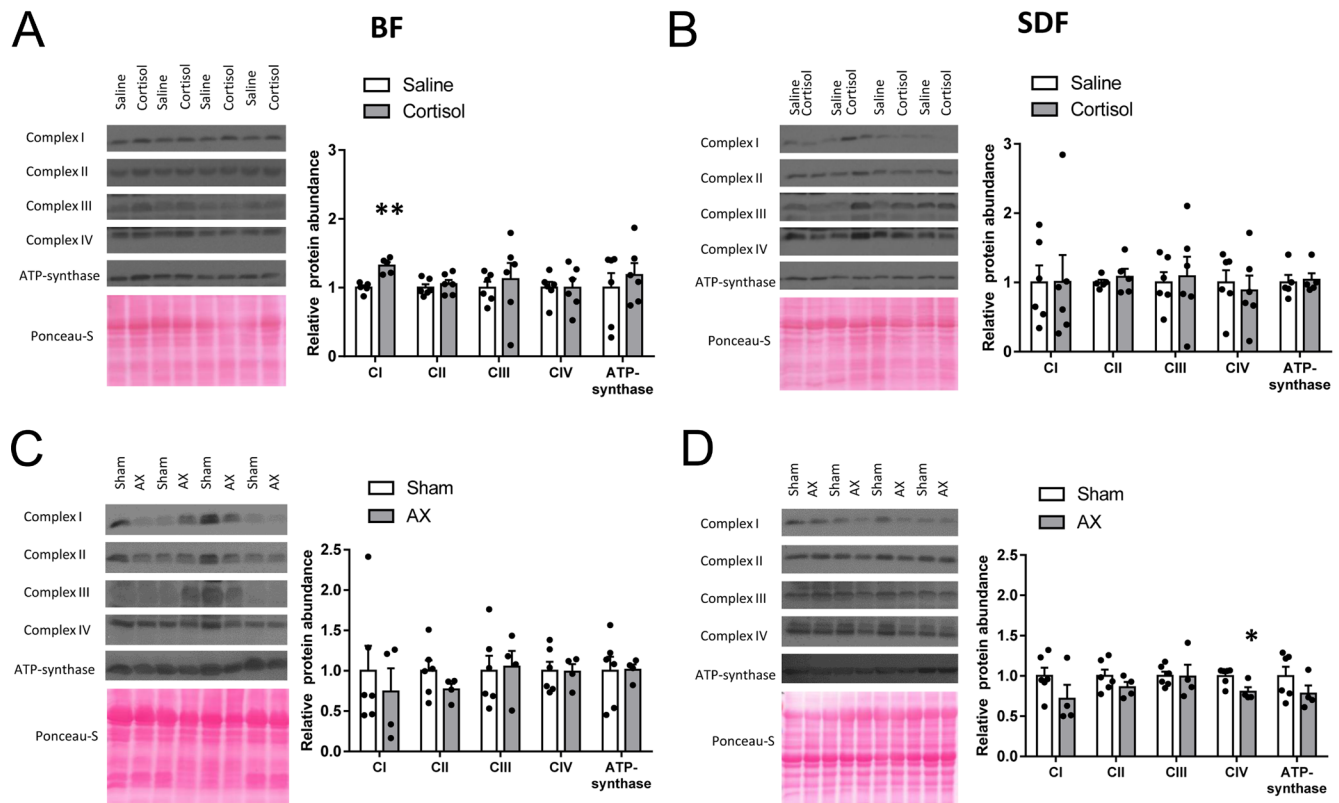 A
BF
Saline
Cortisol
Saline
Cortisol
Saline
Cortisol
Saline
Cortisol
Complex I
Complex II
Complex III
Complex IV
ATP-synthase
Ponceau-S
Saline
Cortisol
Relative protein abundance
3
2
1
0
**
CI
CII
CIII
CIV
ATP-
synthase
B
SDF
Saline
Cortisol
Saline
Cortisol
Saline
Cortisol
Saline
Cortisol
Complex I
Complex II
Complex III
Complex IV
ATP-synthase
Ponceau-S
Saline
Cortisol
Relative protein abundance
3
2
1
0
CI
CII
CIII
CIV
ATP-
synthase
C
Sham
AX
Sham
AX
Sham
AX
Sham
AX
Complex I
Complex II
Complex III
Complex IV
ATP-synthase
Ponceau-S
Sham
AX
Relative protein abundance
2.5
2.0
1.5
1.0
0.5
0.0
CI
CII
CIII
CIV
ATP-
synthase
D
Sham
AX
Sham
AX
Sham
AX
Sham
AX
Complex I
Complex II
Complex III
Complex IV
ATP-synthase
Ponceau-S
Sham
AX
Relative protein abundance
2.5
2.0
1.5
1.0
0.5
0.0
*
CI
CII
CIII
CIV
ATP-
synthase